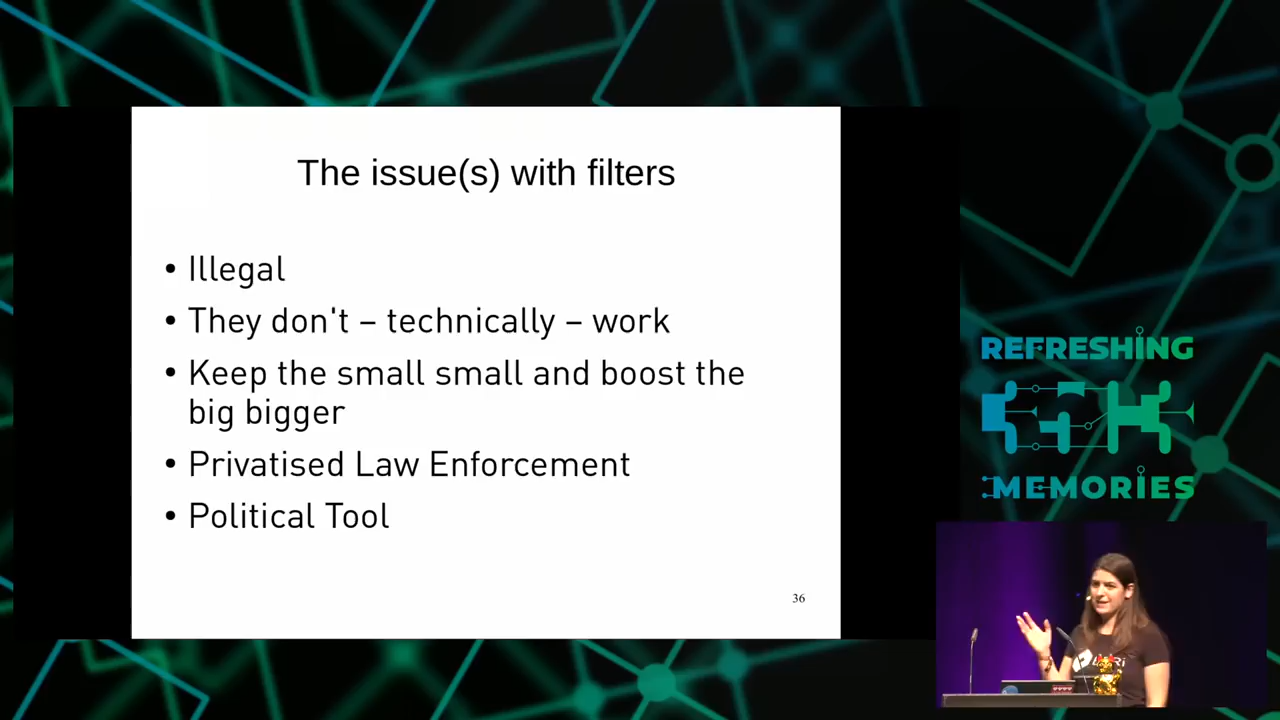 The issue(s) with filters
• Illegal
• They don't – technically – work
• Keep the small small and boost the
big bigger
• Privatised Law Enforcement
• Political Tool
36
REFRESHING
MEMORIES